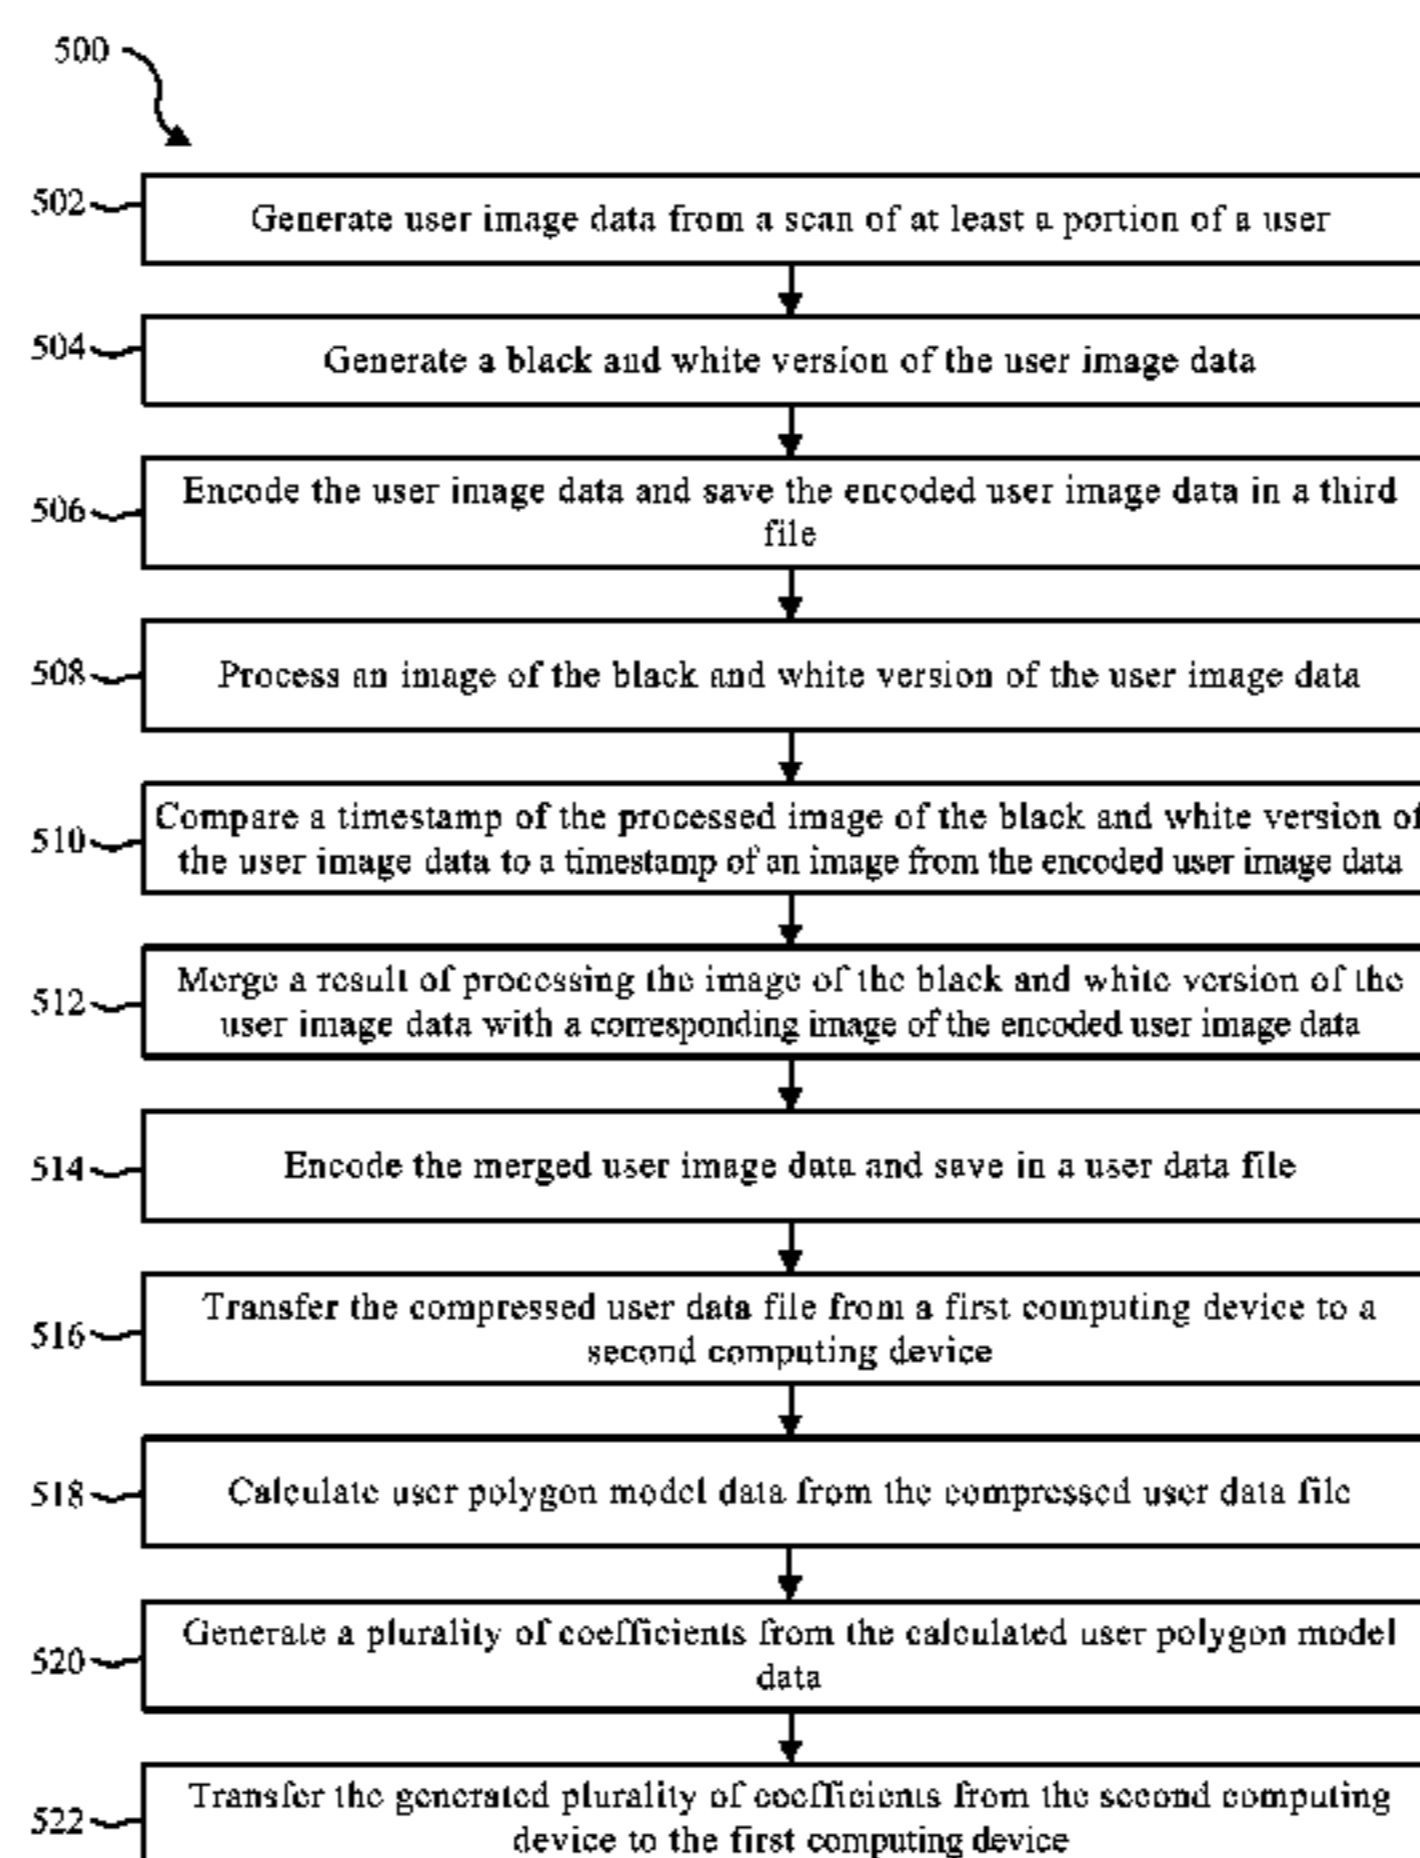 500
502
Generate user image data from a scan of at least a portion of a user
504
Generate a black and white version of the user image data
506
Encode the user image data and save the encoded user image data in a third
file
508
Process an image of the black and white version of the user image data
510
Compare a timestamp of the processed image of the black and white version of
the user image data to a timestamp of an image from the encoded user image data
512
Merge a result of processing the image of the black and white version of the
user image data with a corresponding image of the encoded user image data
514
Encode the merged user image data and save in a user data file
516
Transfer the compressed user data file from a first computing device to a
second computing device
518
Calculate user polygon model data from the compressed user data file
520
Generate a plurality of coefficients from the calculated user polygon model
data
522
Transfer the generated plurality of coefficients from the second computing
device to the first computing device